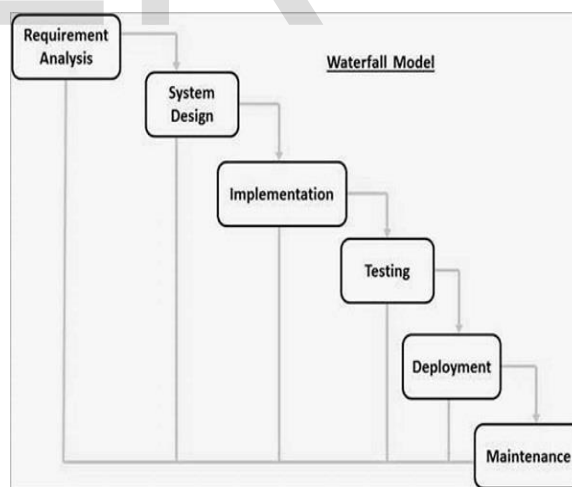 Requirement
Analysis
Waterfall Model
System
Design
Implementation
Testing
Deployment
Maintenance